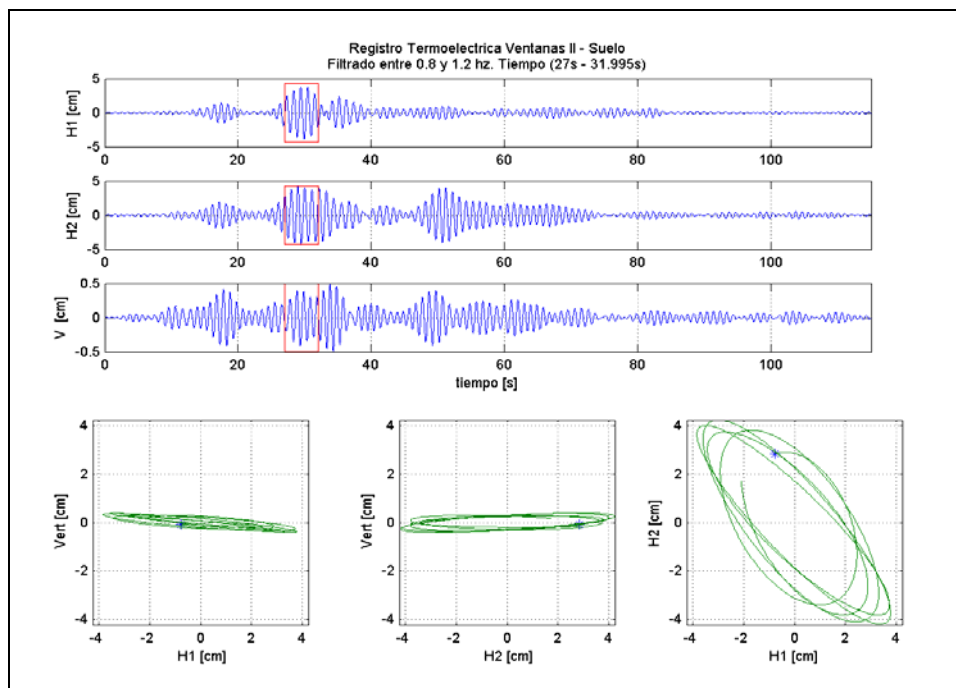 Registro Termoelectrica Ventanas II - Suelo
Filtrado entre 0.8 y 1.2 hz. Tiempo (27s - 31.995s)
5
0
-5
H1 [cm]
0 20 40 60 80 100
5
0
-5
H2 [cm]
0 20 40 60 80 100
0.5
0
-0.5
V [cm]
0 20 40 60 80 100
tiempo [s]
4
2
0
-2
-4
Vert [cm]
-4 -2 0 2 4
H1 [cm]
4
2
0
-2
-4
Vert [cm]
-4 -2 0 2 4
H2 [cm]
4
2
0
-2
-4
H2 [cm]
-4 -2 0 2 4
H1 [cm]